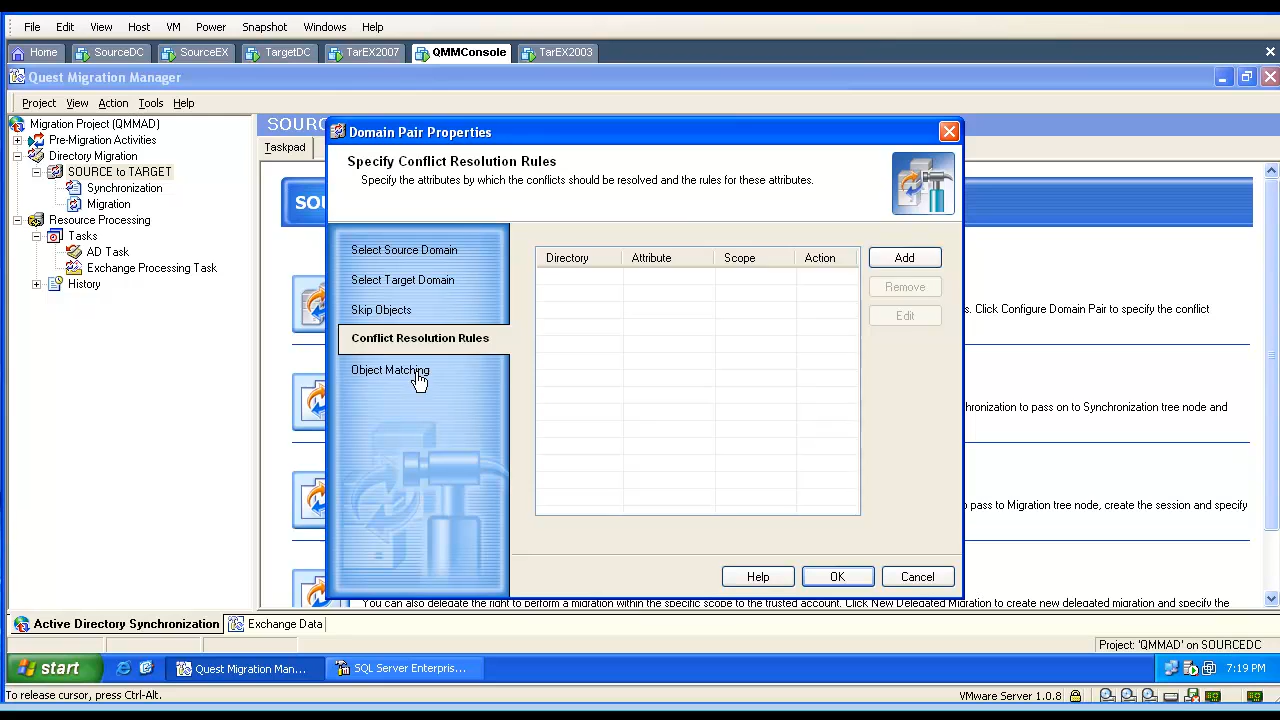 File Edit View Host VM Power Snapshot Windows Help
Home SourceDC SourceEX TargetDC TarEX2007 QMMConsole TarEX2003
Quest Migration Manager
Project View Action Tools Help
Migration Project (QMMAD)
Pre-Migration Activities
Directory Migration
SOURCE to TARGET
Synchronization
Migration
Resource Processing
Tasks
AD Task
Exchange Processing Task
History
SOUR
Taskpad
SOU
Domain Pair Properties
Specify Conflict Resolution Rules
Specify the attributes by which the conflicts should be resolved and the rules for these attributes.
Select Source Domain
Select Target Domain
Skip Objects
Conflict Resolution Rules
Object Matching
Directory Attribute Scope Action
Add
Remove
Edit
Help OK Cancel
s. Click Configure Domain Pair to specify the conflict
hronization to pass on to Synchronization tree node and
o pass to Migration tree node, create the session and specify
You can also delegate the right to perform a migration within the specific scope to the trusted account. Click New Delegated Migration to create new delegated migration and specify the
Active Directory Synchronization Exchange Data
Project: 'QMMAD' on SOURCEDC
start Quest Migration Man... SQL Server Enterpris... 7:19 PM
To release cursor, press Ctrl-Alt. VMware Server 1.0.8